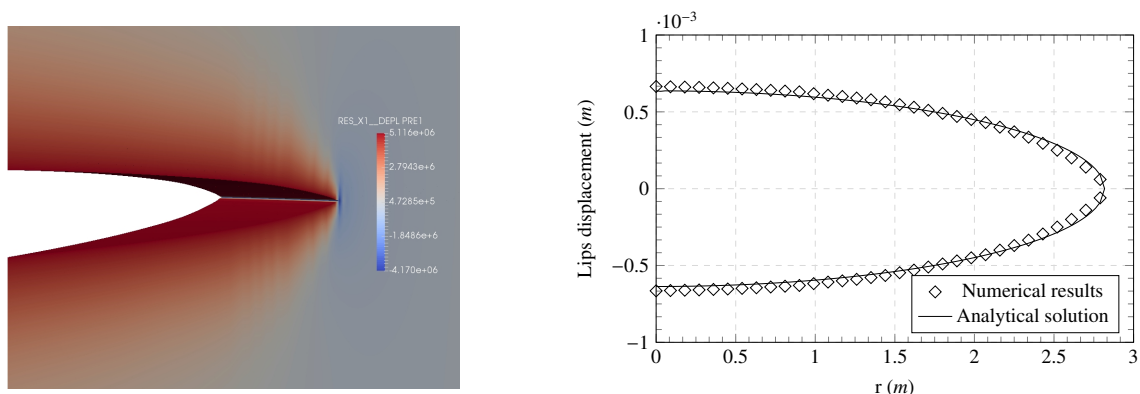 RES_X1__DEPL PRE1
5.116e+06
2.7943e+6
4.7285e+5
-1.8486e+6
-4.170e+06
·10⁻³
1
0.5
0
−0.5
−1
Lips displacement (m)
0 0.5 1 1.5 2 2.5 3
r (m)
Numerical results
Analytical solution